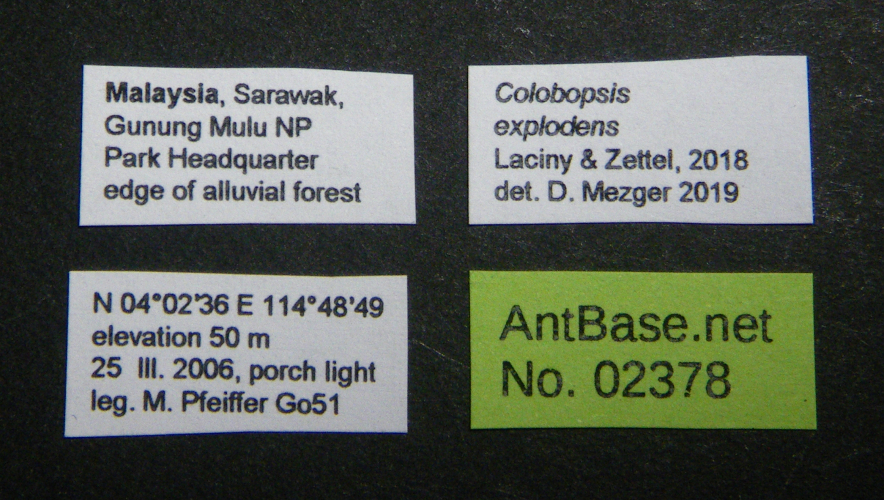 Malaysia, Sarawak,
Gunung Mulu NP
Park Headquarter
edge of alluvial forest
Colobopsis
explodens
Laciny & Zettel, 2018
det. D. Mezger 2019
N 04°02'36 E 114°48'49
elevation 50 m
25 III. 2006, porch light
leg. M. Pfeiffer Go51
AntBase.net
No. 02378